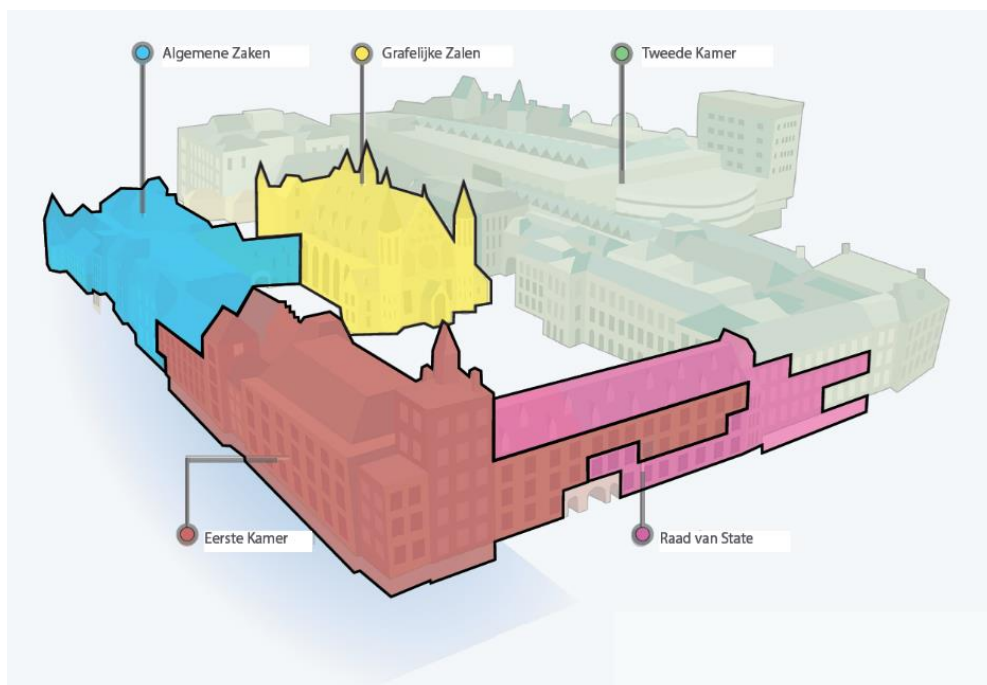 Algemene Zaken
Grafelijke Zalen
Tweede Kamer
Eerste Kamer
Raad van State